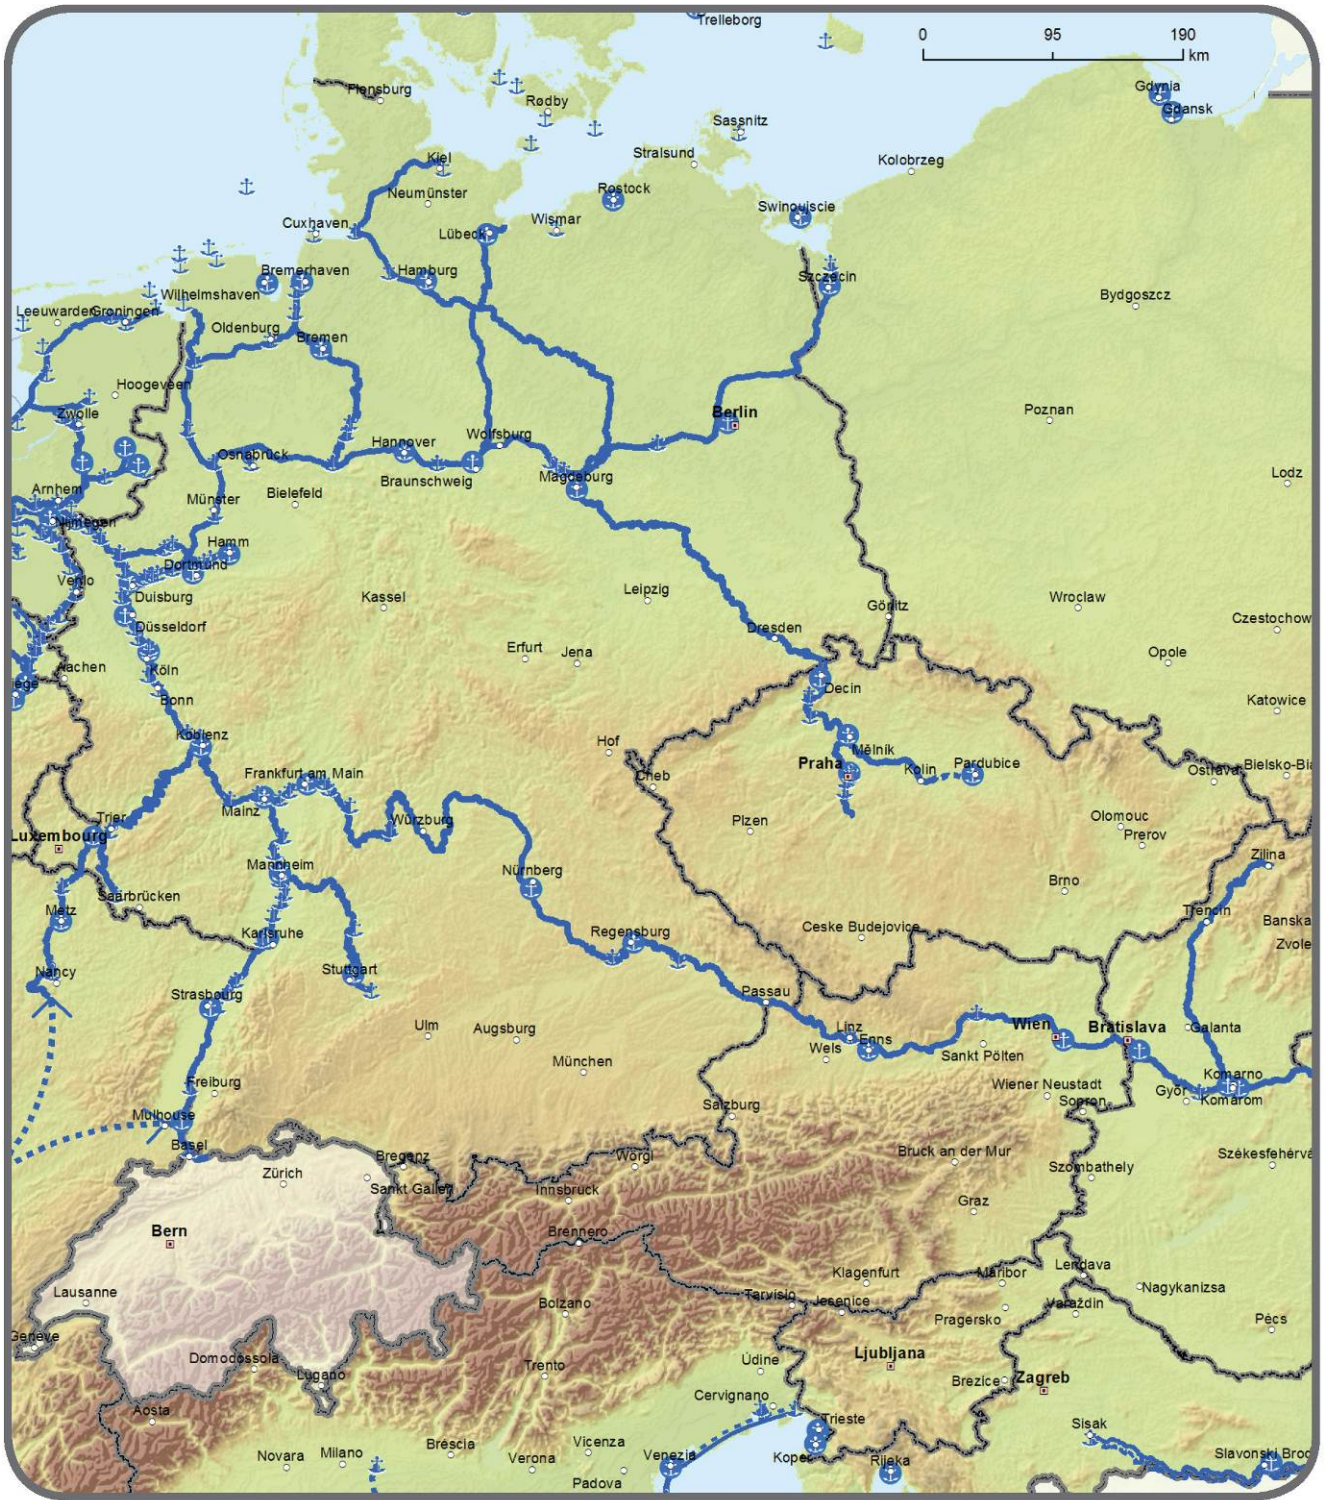 Trelleborg
0 95 190
km
Flensburg
Rødby
Gdynia
Gdansk
Sassnitz
Stralsund
Kiel
Kolobrzeg
Neumünster
Rostock
Swinoujscie
Wismar
Cuxhaven
Lübeck
Bremerhaven
Hamburg
Szczecin
Wilhelmshaven
Bydgoszcz
Leeuwarden
Groningen
Oldenburg
Bremen
Hoogeveen
Zwolle
Berlin
Poznan
Wolfsburg
Hannover
Osnabrück
Magdeburg
Lodz
Braunschweig
Arnhem
Münster
Bielefeld
Nijmegen
Hamm
Dortmund
Venlo
Duisburg
Kassel
Leipzig
Wroclaw
Görlitz
Czestochow
Düsseldorf
Dresden
Erfurt
Jena
Opole
Aachen
Köln
ege
Decin
Bonn
Katowice
Koblenz
Hof
Mělnik
Praha
Pardubice
Frankfurt am Main
Cheb
Kolin
Ostrava
Bielsko-Bia
Mainz
Trier
Würzburg
Plzen
Olomouc
Luxembourg
Prerov
Zilina
Mannheim
Nürnberg
Brno
Saarbrücken
Metz
Trencin
Banska
Karlsruhe
Regensburg
Ceske Budejovice
Zvole
Nancy
Stuttgart
Strasbourg
Passau
Ulm
Augsburg
Linz
Enns
Wien
Bratislava
Galanta
Wels
Sankt Pölten
München
Freiburg
Wiener Neustadt
Komarno
Györ
Sopron
Komárom
Mulhouse
Salzburg
Basel
Bregenz
Wörgl
Bruck an der Mur
Székesfehérvá
Zürich
Sankt Gallen
Innsbruck
Szombathely
Graz
Bern
Brennero
Klagenfurt
Maribor
Lendava
Nagykanizsa
Lausanne
Bolzano
Tarvisio
Jesenice
Varaždin
Pragersko
Pécs
Genève
Domodossola
Lugano
Trento
Údine
Ljubljana
Brezice
Zagreb
Cervignano
Aosta
Trieste
Sisak
Novara
Milano
Brescia
Verona
Vicenza
Padova
Venezia
Koper
Rijeka
Slavonski Brod